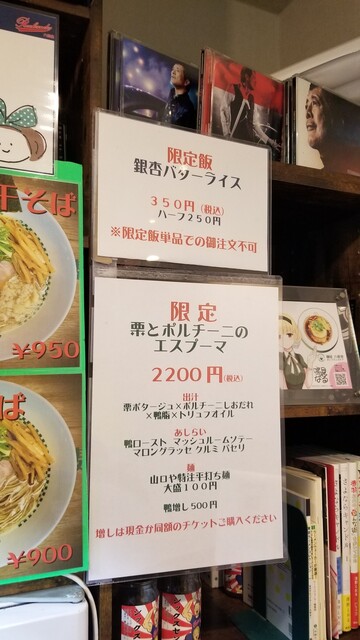 限定飯
銀杏バターライス
350円(税込)
ハーフ250円
※限定飯単品での御注文不可
限定
栗とポルチーニの
エスプーマ
2200円(税込)
出汁
栗ポタージュ×ポルチーニしおだれ
×鴨脂×トリュフオイル
あしらい
鴨ロースト マッシュルームソテー
マロングラッセ ケルミ パセリ
麺
山口や特注平打ち麺
大盛100円
鴨増し500円
増しは現金か同額のチケットご購入ください
干そば
¥950
ば
¥900